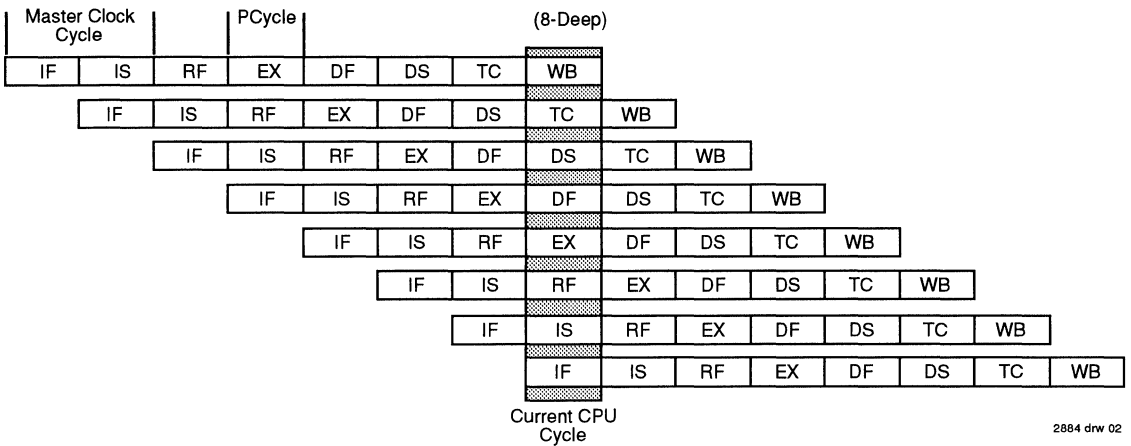 Master Clock
Cycle
PCycle
(8-Deep)
IF IS RF EX DF DS TC WB
IF IS RF EX DF DS TC WB
IF IS RF EX DF DS TC WB
IF IS RF EX DF DS TC WB
IF IS RF EX DF DS TC WB
IF IS RF EX DF DS TC WB
IF IS RF EX DF DS TC WB
IF IS RF EX DF DS TC WB
Current CPU
Cycle
2884 drw 02